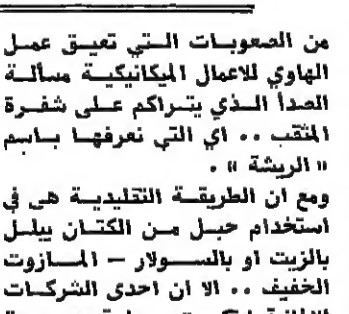 من الصعوبات التي تعيق عمل
الهاوي للاعمال الميكانيكية مسألة
الصدأ الذي يتراكم على شفرة
المثقب .. اي التي نعرفها باسم
« الريشة » .
ومع ان الطريقة التقليدية هى في
استخدام حبل من الكتان يبلل
بالزيت او بالسولار – المازوت
الخفيف .. الا ان احدى الشركات